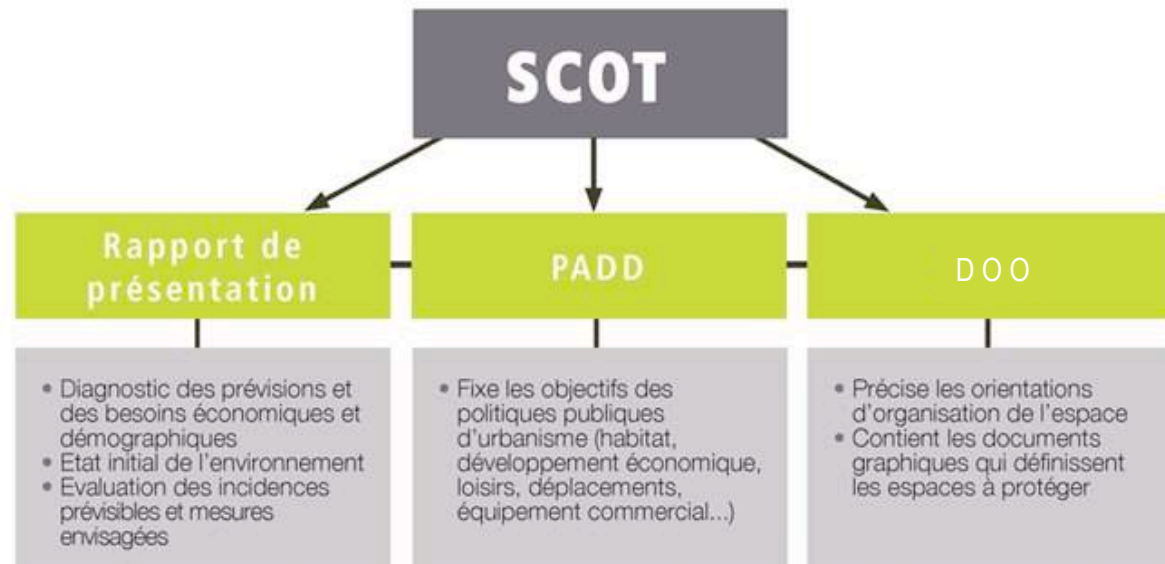 SCOT
Rapport de
présentation
PADD
DOO
• Diagnostic des prévisions et
des besoins économiques et
démographiques
• Etat initial de l'environnement
• Evaluation des incidences
prévisibles et mesures
envisagées
• Fixe les objectifs des
politiques publiques
d'urbanisme (habitat,
développement économique,
loisirs, déplacements,
équipement commercial...)
• Précise les orientations
d'organisation de l'espace
• Contient les documents
graphiques qui définissent
les espaces à protéger